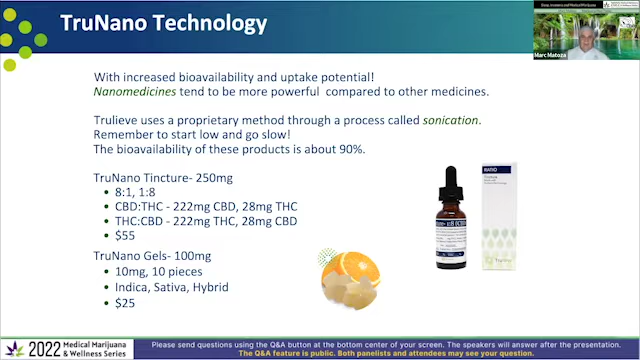 TruNano Technology
With increased bioavailability and uptake potential!
Nanomedicines tend to be more powerful compared to other medicines.
Trulieve uses a proprietary method through a process called sonication.
Remember to start low and go slow!
The bioavailability of these products is about 90%.
TruNano Tincture- 250mg
• 8:1, 1:8
• CBD:THC - 222mg CBD, 28mg THC
• THC:CBD - 222mg THC, 28mg CBD
• $55
TruNano Gels- 100mg
• 10mg, 10 pieces
• Indica, Sativa, Hybrid
• $25
RATIO
Marc Matoza
2022 Medical Marijuana
& Wellness Series
Please send questions using the Q&A button at the bottom center of your screen. The speakers will answer after the presentation.
The Q&A feature is public. Both panelists and attendees may see your question.